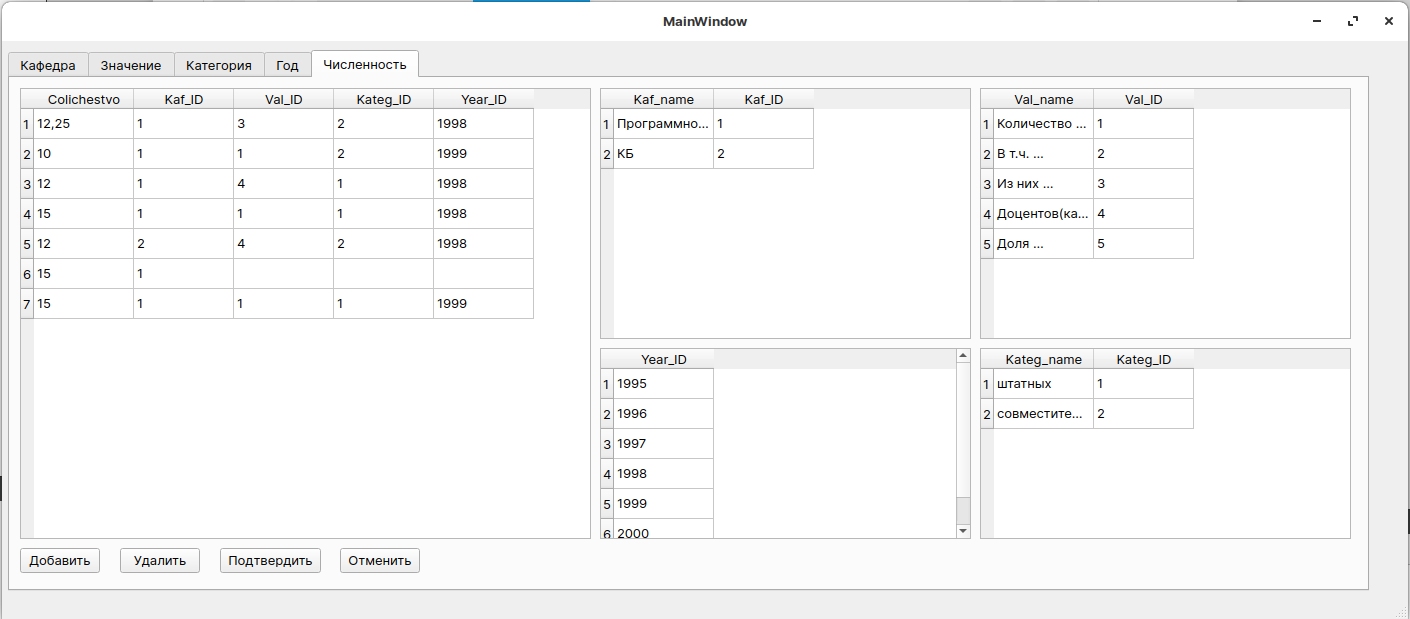 MainWindow
Кафедра Значение Категория Год Численность
Colichestvo Kaf_ID Val_ID Kateg_ID Year_ID
1 12,25 1 3 2 1998
2 10 1 1 2 1999
3 12 1 4 1 1998
4 15 1 1 1 1998
5 12 2 4 2 1998
6 15 1
7 15 1 1 1 1999
Kaf_name Kaf_ID
1 Программно... 1
2 КБ 2
Val_name Val_ID
1 Количество ... 1
2 В т.ч. ... 2
3 Из них ... 3
4 Доцентов(ка... 4
5 Доля ... 5
Year_ID
1 1995
2 1996
3 1997
4 1998
5 1999
6 2000
Kateg_name Kateg_ID
1 штатных 1
2 совместите... 2
Добавить Удалить Подтвердить Отменить